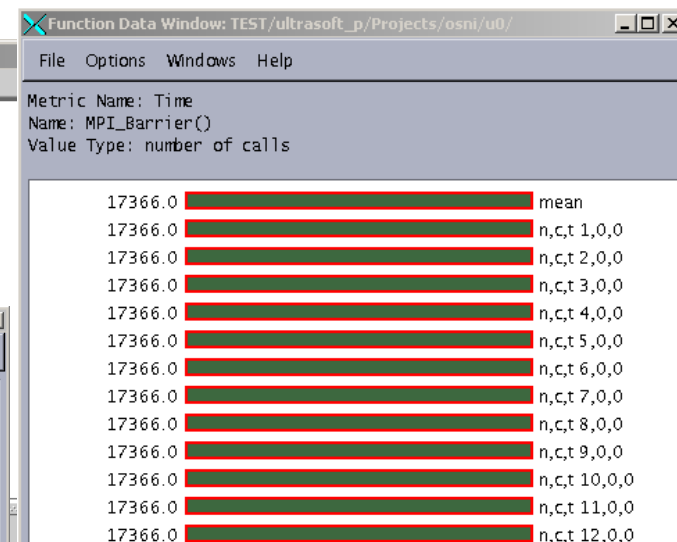 Function Data Window: TEST/ultrasoft_p/Projects/osni/u0/
File Options Windows Help
Metric Name: Time
Name: MPI_Barrier()
Value Type: number of calls
17366.0 mean
17366.0 n,c,t 1,0,0
17366.0 n,c,t 2,0,0
17366.0 n,c,t 3,0,0
17366.0 n,c,t 4,0,0
17366.0 n,c,t 5,0,0
17366.0 n,c,t 6,0,0
17366.0 n,c,t 7,0,0
17366.0 n,c,t 8,0,0
17366.0 n,c,t 9,0,0
17366.0 n,c,t 10,0,0
17366.0 n,c,t 11,0,0
17366.0 n,c,t 12,0,0